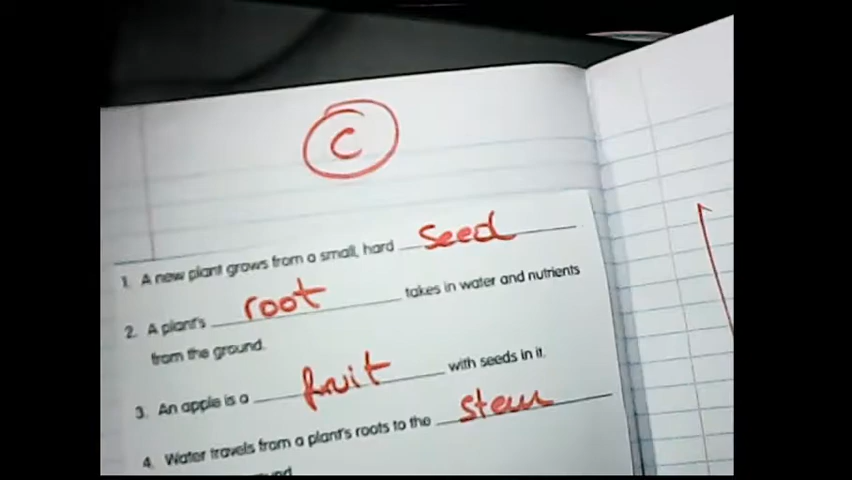 C
1. A new plant grows from a small, hard seed
2. A plant's root takes in water and nutrients
from the ground.
3. An apple is a fruit with seeds in it.
4. Water travels from a plant's roots to the stem